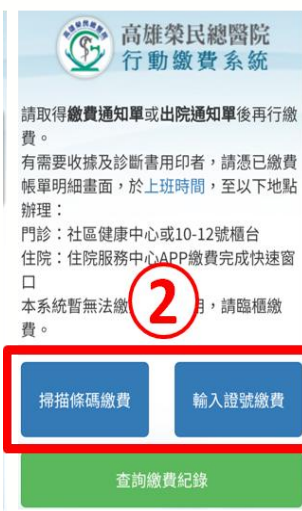 高雄榮民總醫院
行動繳費系統
請取得繳費通知單或出院通知單後再行繳
費。
有需要收據及診斷書用印者，請憑已繳費
帳單明細畫面，於上班時間，至以下地點
辦理：
門診：社區健康中心或10-12號櫃台
住院：住院服務中心APP繳費完成快速窗
口
本系統暫無法繳 用，請臨櫃繳
費。
2
掃描條碼繳費 輸入證號繳費
查詢繳費紀錄